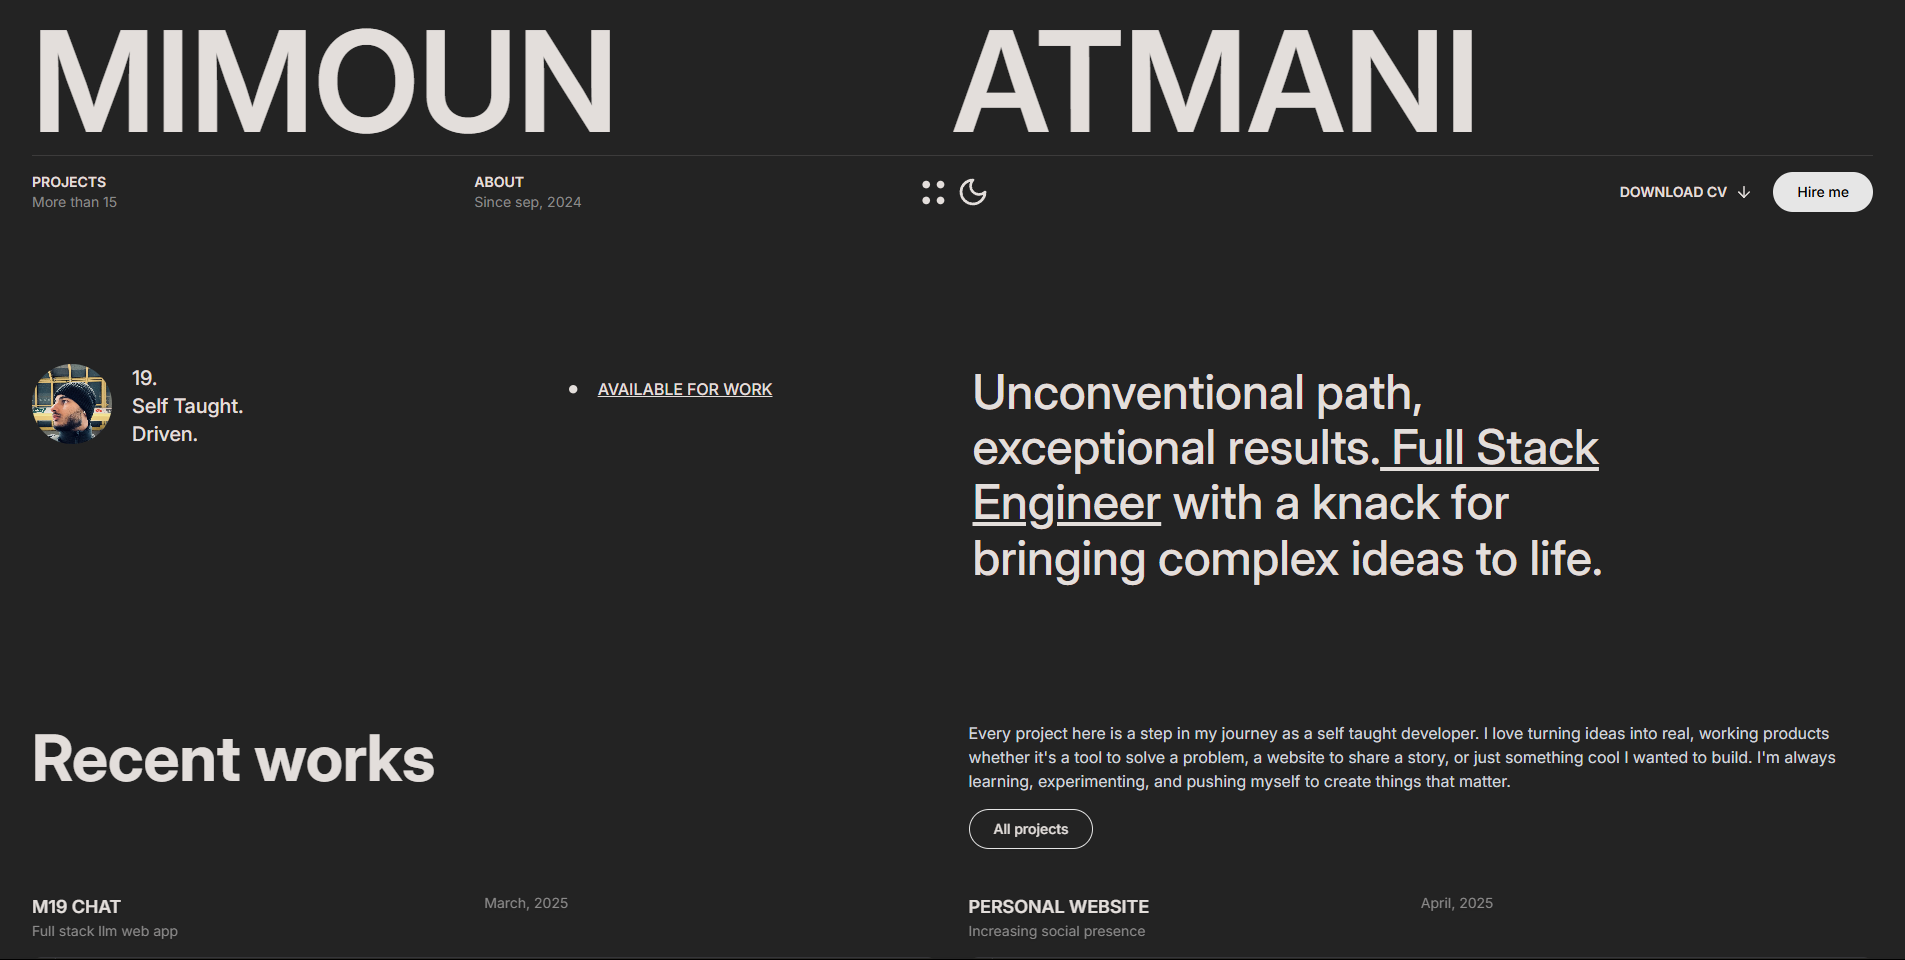 MIMOUN ATMANI
PROJECTS
More than 15
ABOUT
Since sep, 2024
DOWNLOAD CV
Hire me
19.
Self Taught.
Driven.
AVAILABLE FOR WORK
Unconventional path,
exceptional results. Full Stack
Engineer with a knack for
bringing complex ideas to life.
Recent works
Every project here is a step in my journey as a self taught developer. I love turning ideas into real, working products
whether it's a tool to solve a problem, a website to share a story, or just something cool I wanted to build. I'm always
learning, experimenting, and pushing myself to create things that matter.
All projects
M19 CHAT
Full stack llm web app
March, 2025
PERSONAL WEBSITE
Increasing social presence
April, 2025